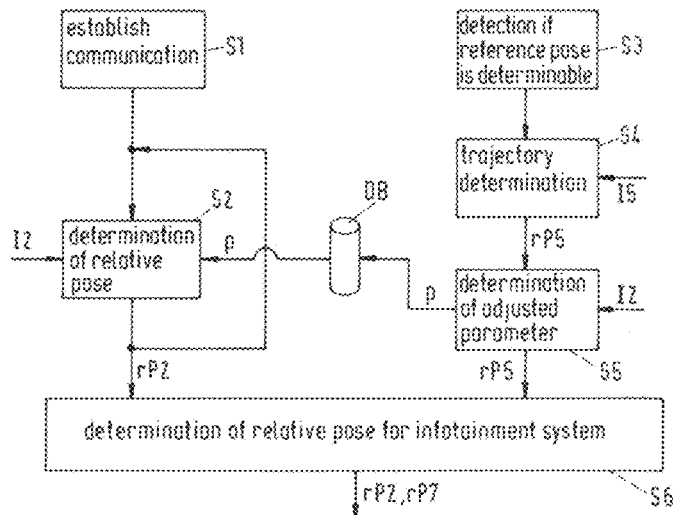 establish
communication
S1
detection if
reference pose
is determinable
S3
S4
trajectory
determination
I5
S2
DB
I2
determination
of relative
pose
p
rP5
p
determination
of adjusted
parameter
I2
rP2
rP5
S5
determination of relative pose for infotainment system
rP2,rP7
S6